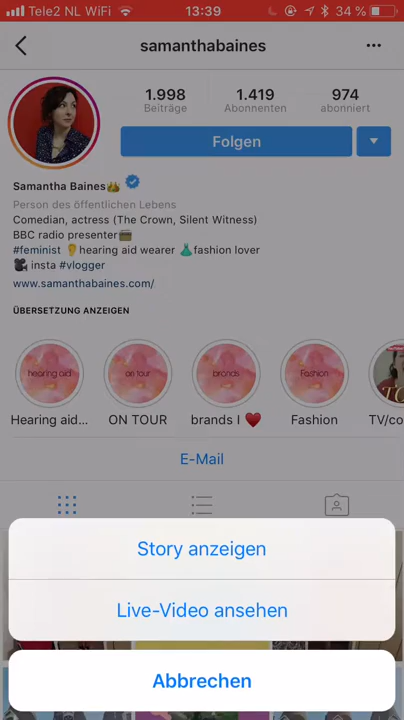 Tele2 NL WiFi 13:39 34 %
samanthabaines
1.998 1.419 974
Beiträge Abonnenten abonniert
Folgen
Samantha Baines
Person des öffentlichen Lebens
Comedian, actress (The Crown, Silent Witness)
BBC radio presenter
#feminist hearing aid wearer fashion lover
insta #vlogger
www.samanthabaines.com/
ÜBERSETZUNG ANZEIGEN
hearing aid on tour brands Fashion
Hearing aid... ON TOUR brands I ❤️ Fashion TV/co
E-Mail
Story anzeigen
Live-Video ansehen
Abbrechen